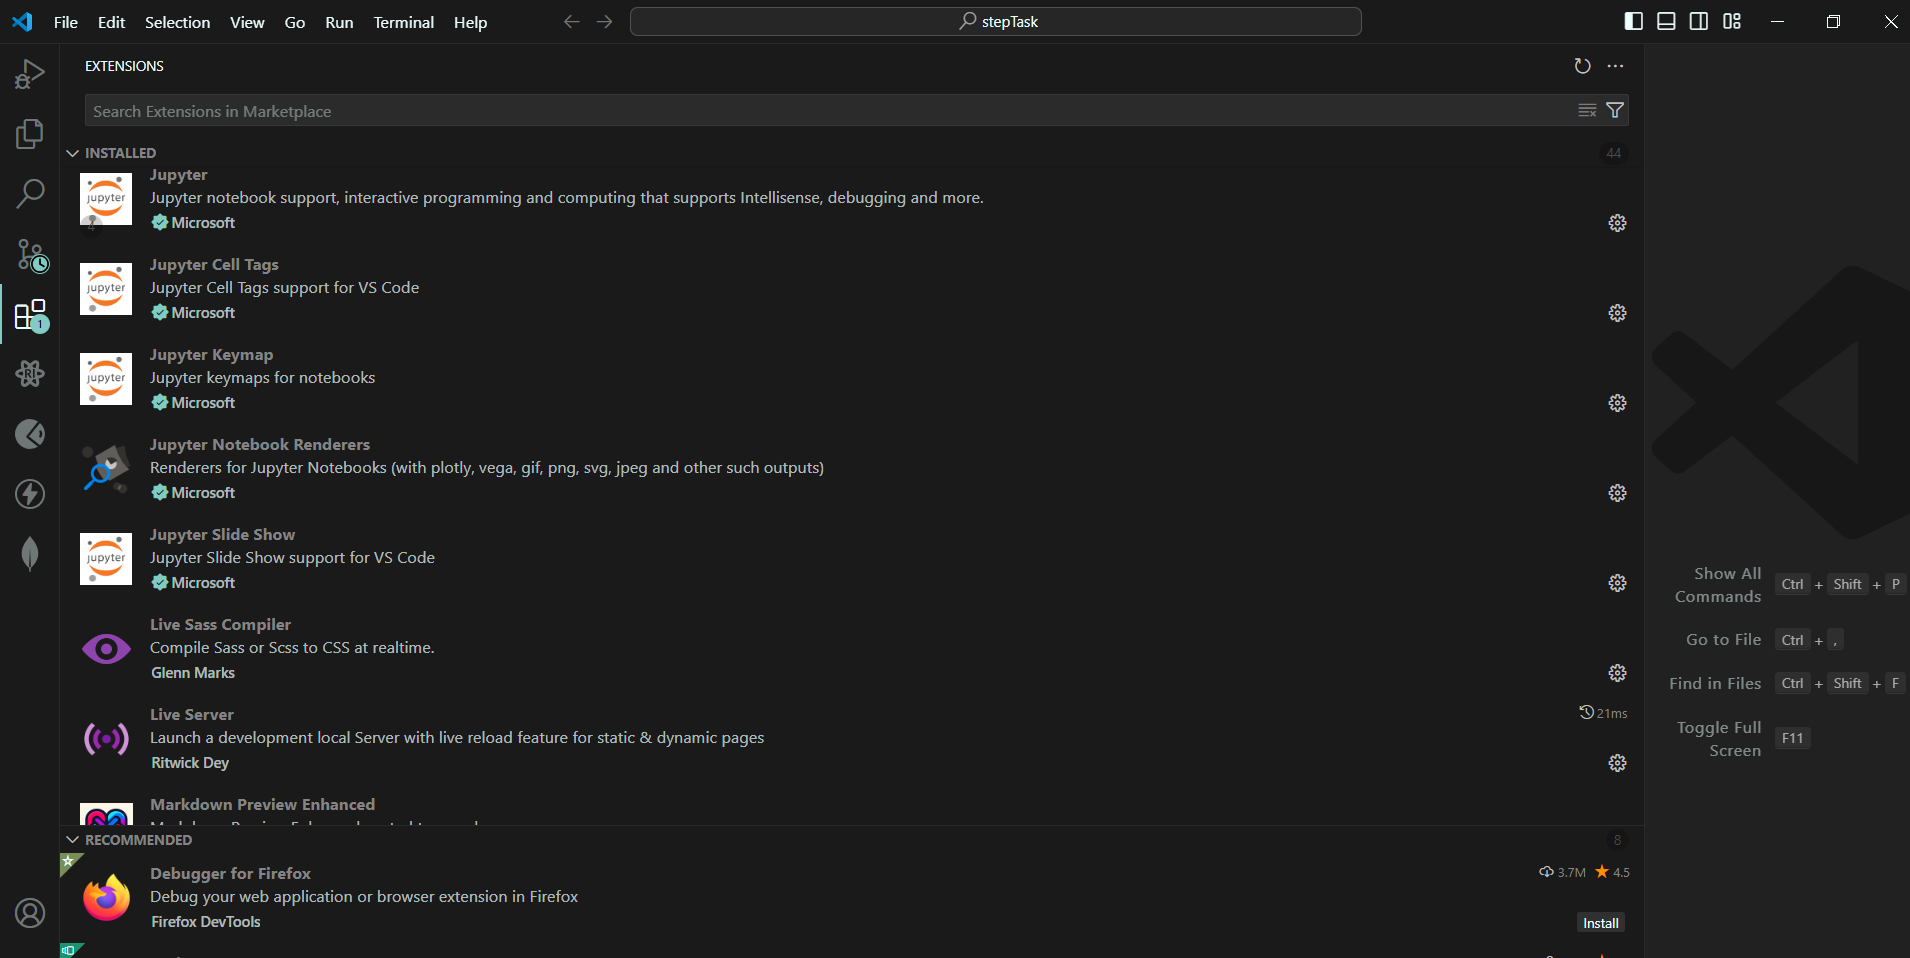 File Edit Selection View Go Run Terminal Help
stepTask
EXTENSIONS
Search Extensions in Marketplace
INSTALLED 44
jupyter
4
Jupyter
Jupyter notebook support, interactive programming and computing that supports Intellisense, debugging and more.
Microsoft
jupyter
Jupyter Cell Tags
Jupyter Cell Tags support for VS Code
Microsoft
1
jupyter
Jupyter Keymap
Jupyter keymaps for notebooks
Microsoft
Jupyter Notebook Renderers
Renderers for Jupyter Notebooks (with plotly, vega, gif, png, svg, jpeg and other such outputs)
Microsoft
jupyter
Jupyter Slide Show
Jupyter Slide Show support for VS Code
Microsoft
Live Sass Compiler
Compile Sass or Scss to CSS at realtime.
Glenn Marks
Live Server 21ms
Launch a development local Server with live reload feature for static & dynamic pages
Ritwick Dey
Markdown Preview Enhanced
RECOMMENDED 8
Debugger for Firefox 3.7M 4.5
Debug your web application or browser extension in Firefox
Firefox DevTools Install
Show All
Commands Ctrl + Shift + P
Go to File Ctrl + ,
Find in Files Ctrl + Shift + F
Toggle Full
Screen F11